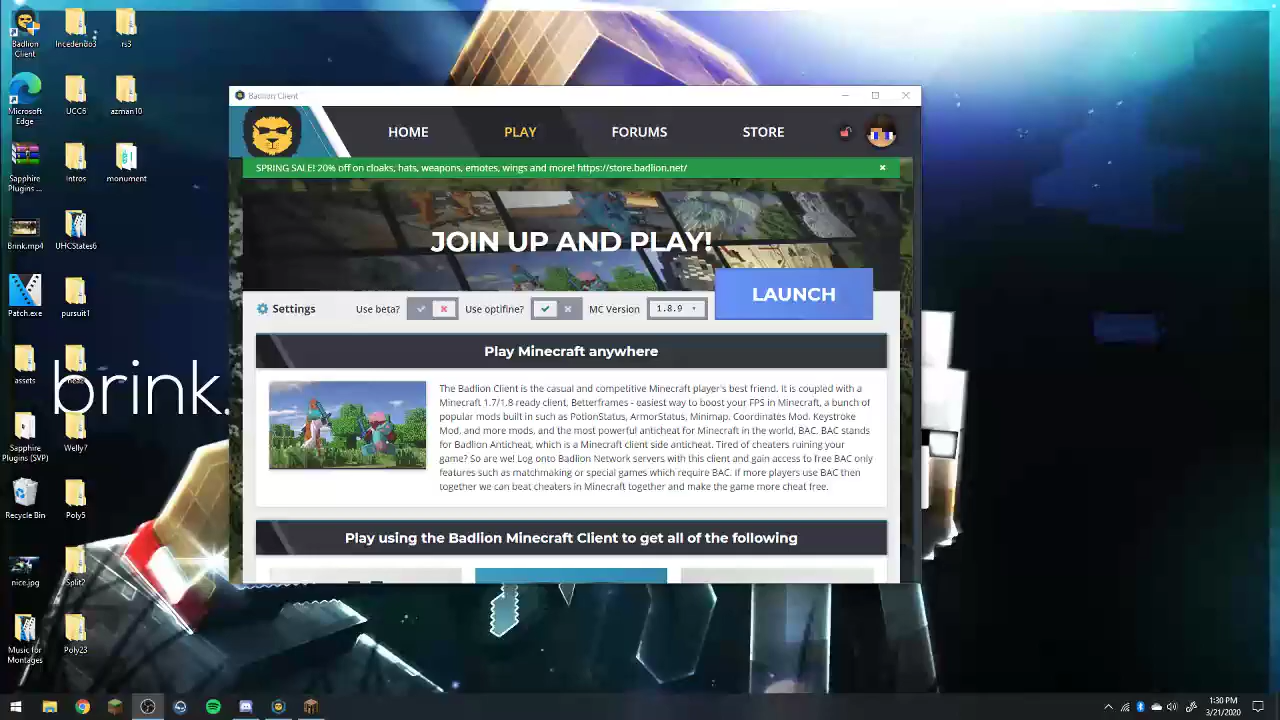 Badlion
Client
Incedenbo3
rs3
Microsoft
Edge
UCC6
azman10
Sapphire
Plugins ...
Intros
monument
Brink.mp4
UHCStates6
Patch.exe
pursuit1
assets
Sapphire
Plugins (SVP)
Welly7
Recycle Bin
Poly5
nice.jpg
Split2
Music for
Montages
Poly23
brink.
Badlion Client
HOME
PLAY
FORUMS
STORE
SPRING SALE! 20% off on cloaks, hats, weapons, emotes, wings and more! https://store.badlion.net/
JOIN UP AND PLAY!
LAUNCH
Settings
Use beta?
Use optifine?
MC Version
1.8.9
Play Minecraft anywhere
The Badlion Client is the casual and competitive Minecraft player's best friend. It is coupled with a
Minecraft 1.7/1.8 ready client, Betterframes - easiest way to boost your FPS in Minecraft, a bunch of
popular mods built in such as PotionStatus, ArmorStatus, Minimap, Coordinates Mod, Keystroke
Mod, and more mods, and the most powerful anticheat for Minecraft in the world, BAC. BAC stands
for Badlion Anticheat, which is a Minecraft client side anticheat. Tired of cheaters ruining your
game? So are we! Log onto Badlion Network servers with this client and gain access to free BAC only
features such as matchmaking or special games which require BAC. If more players use BAC then
together we can beat cheaters in Minecraft together and make the game more cheat free.
Play using the Badlion Minecraft Client to get all of the following
1:30 PM
3/21/2020